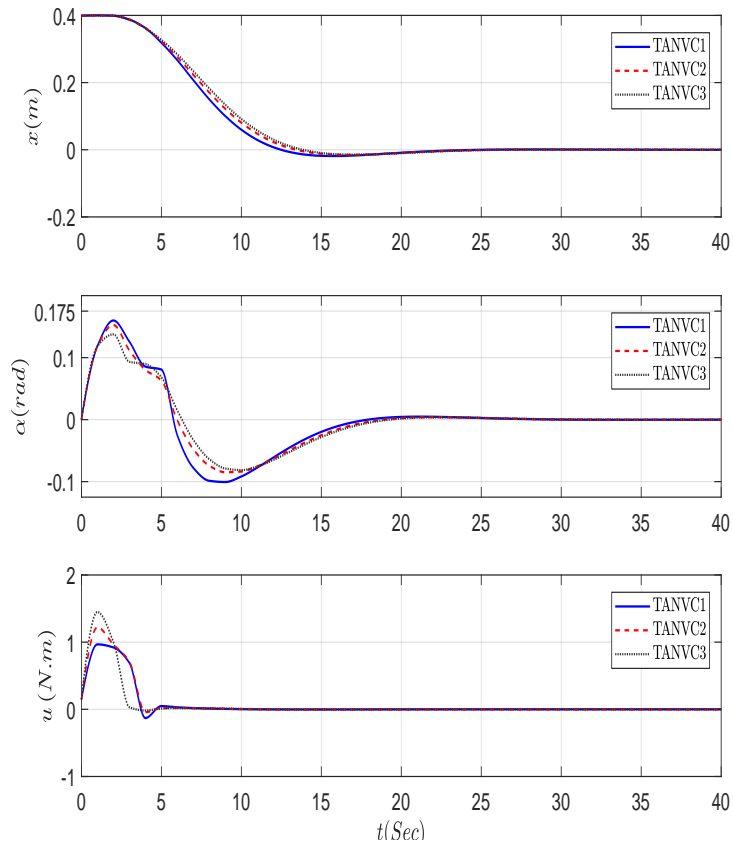 0.4
0.2
0
-0.2
x(m)
TANVC1
TANVC2
TANVC3
0 5 10 15 20 25 30 35 40
0.175
0.1
0
-0.1
α(rad)
TANVC1
TANVC2
TANVC3
0 5 10 15 20 25 30 35 40
2
1
0
-1
u (N.m)
TANVC1
TANVC2
TANVC3
0 5 10 15 20 25 30 35 40
t(Sec)